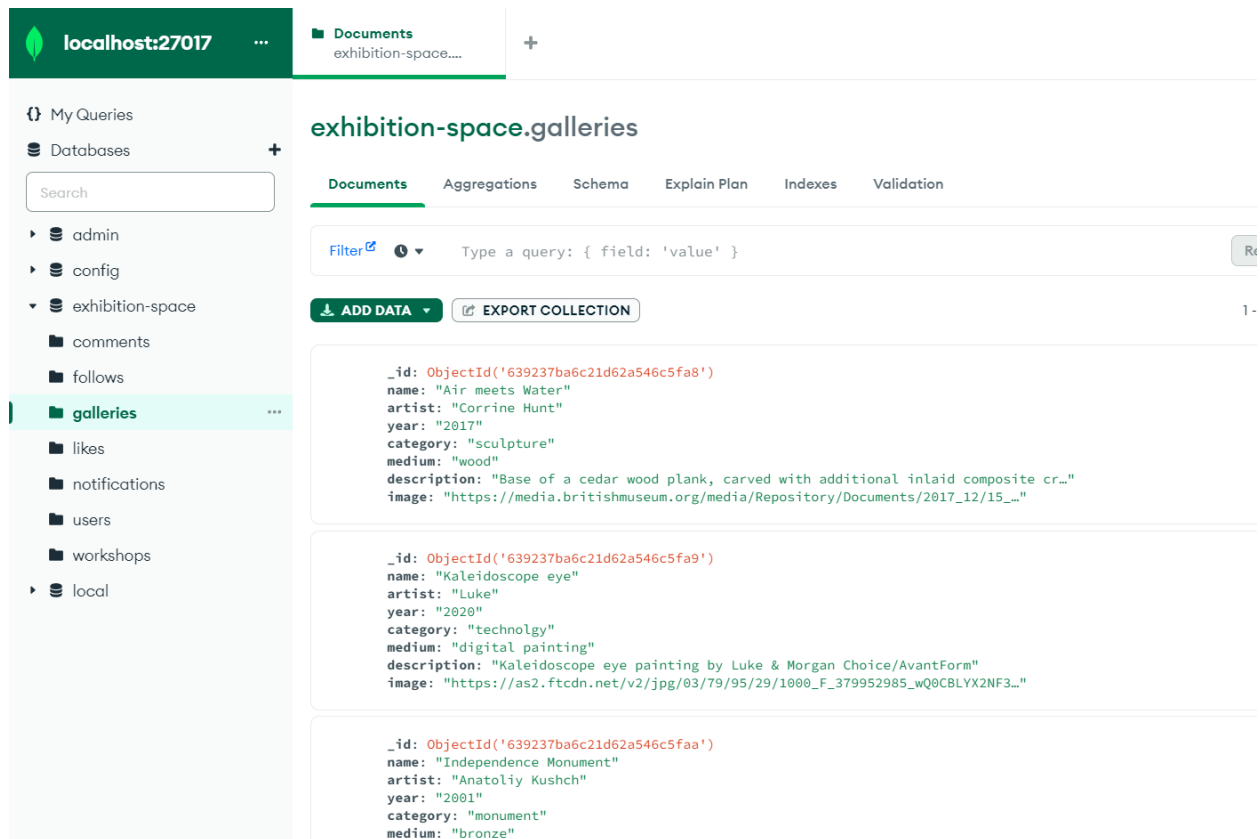 localhost:27017 ...
Documents
exhibition-space....
+
{} My Queries
Databases +
Search
admin
config
exhibition-space
comments
follows
galleries ...
likes
notifications
users
workshops
local
exhibition-space.galleries
Documents Aggregations Schema Explain Plan Indexes Validation
Filter Type a query: { field: 'value' }
Re
ADD DATA EXPORT COLLECTION
1 -
_id: ObjectId('639237ba6c21d62a546c5fa8')
name: "Air meets Water"
artist: "Corrine Hunt"
year: "2017"
category: "sculpture"
medium: "wood"
description: "Base of a cedar wood plank, carved with additional inlaid composite cr…"
image: "https://media.britishmuseum.org/media/Repository/Documents/2017_12/15_…"
_id: ObjectId('639237ba6c21d62a546c5fa9')
name: "Kaleidoscope eye"
artist: "Luke"
year: "2020"
category: "technolgy"
medium: "digital painting"
description: "Kaleidoscope eye painting by Luke & Morgan Choice/AvantForm"
image: "https://as2.ftcdn.net/v2/jpg/03/79/95/29/1000_F_379952985_wQ0CBLYX2NF3…"
_id: ObjectId('639237ba6c21d62a546c5faa')
name: "Independence Monument"
artist: "Anatoliy Kushch"
year: "2001"
category: "monument"
medium: "bronze"